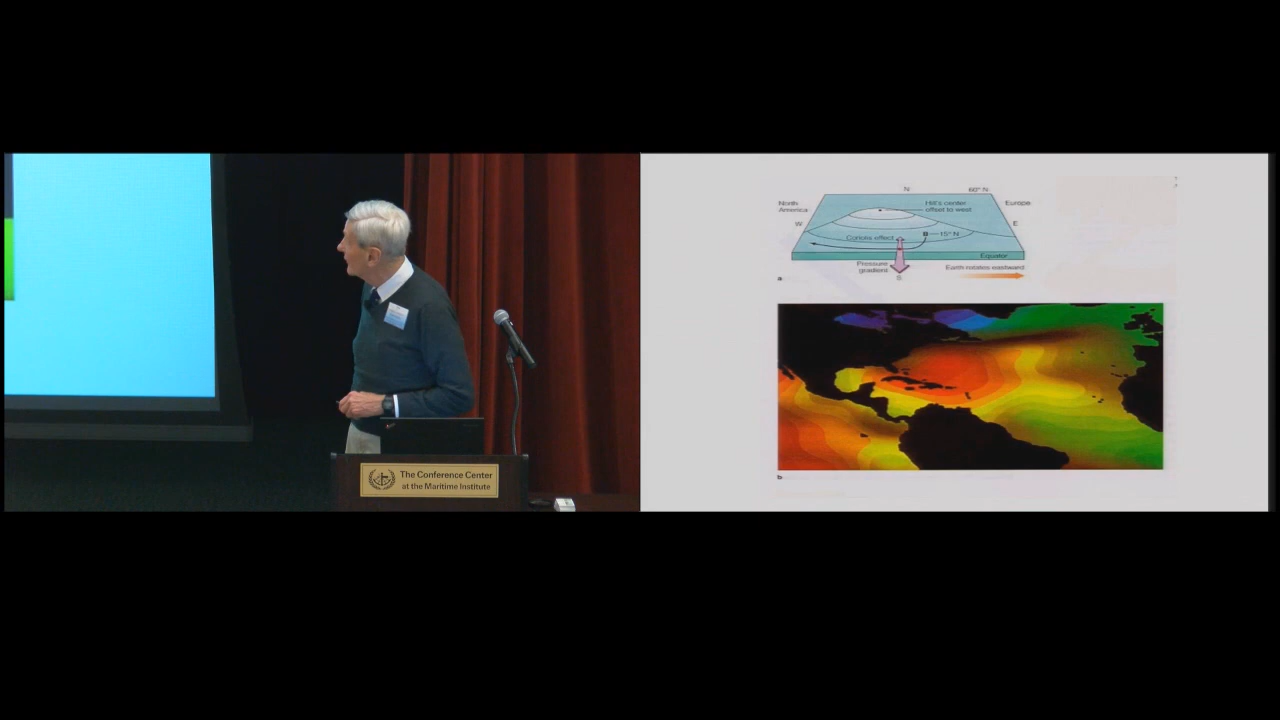 The Conference Center
at the Maritime Institute
N
60° N
North
America
Hill's center
offset to west
Europe
W
E
Coriolis effect
B
15° N
Equator
Pressure
gradient
Earth rotates eastward
S
a
b